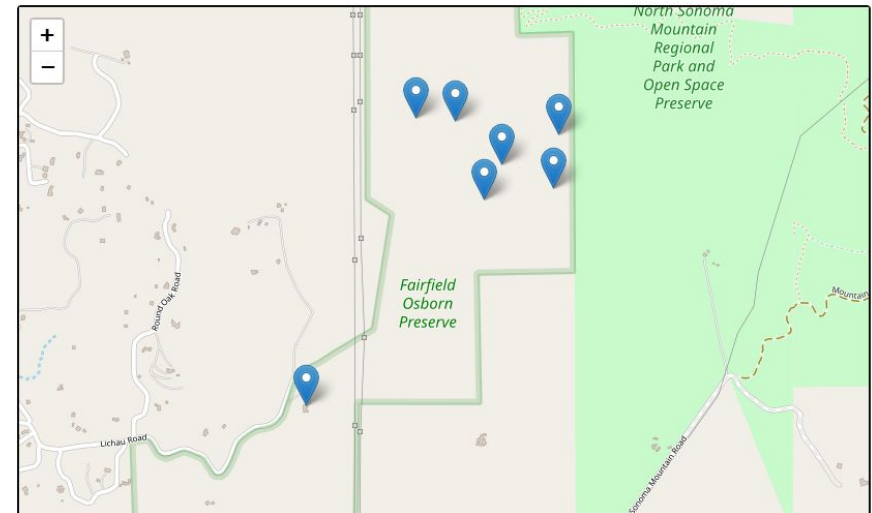 +
−
North Sonoma
Mountain
Regional
Park and
Open Space
Preserve
Round Oak Road
Fairfield
Osborn
Preserve
Mountain
Lichau Road
Sonoma Mountain Road